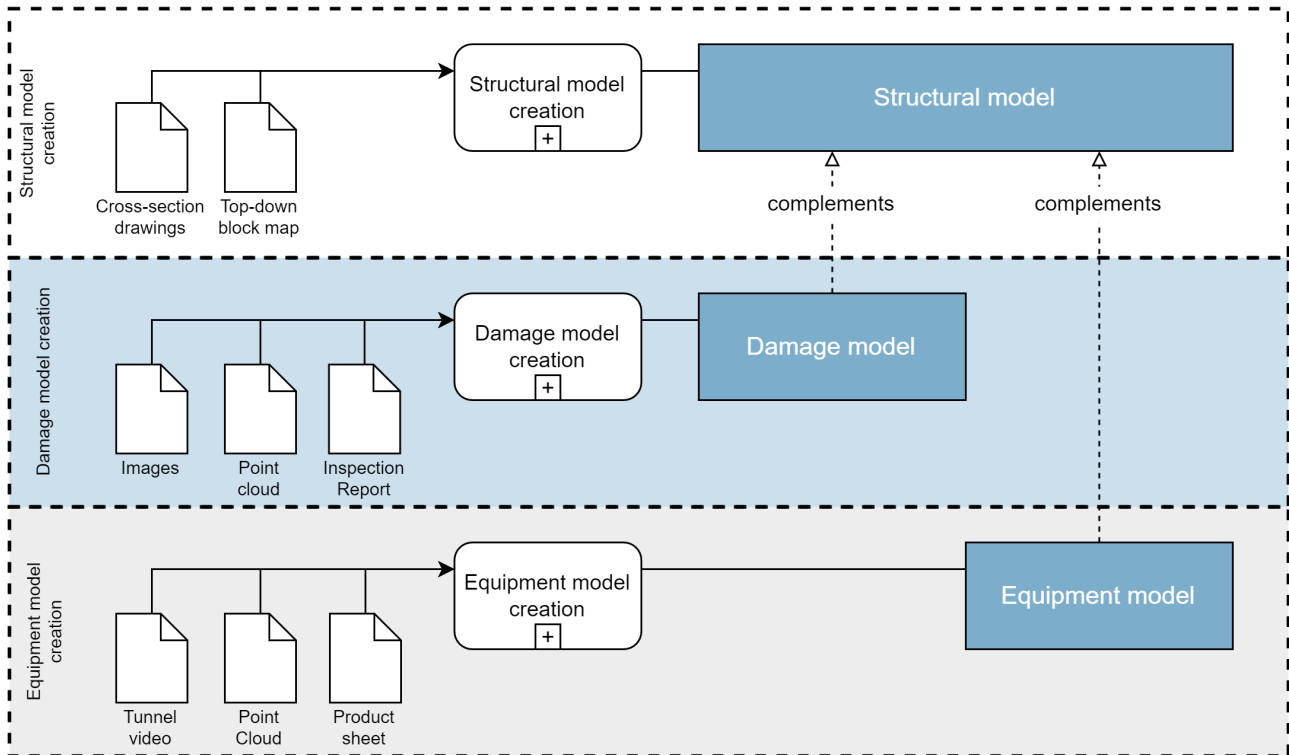 Structural model
creation
Cross-section
drawings
Top-down
block map
Structural model
creation
+
Structural model
complements
complements
Damage model creation
Images
Point
cloud
Inspection
Report
Damage model
creation
+
Damage model
Equipment model
creation
Tunnel
video
Point
Cloud
Product
sheet
Equipment model
creation
+
Equipment model